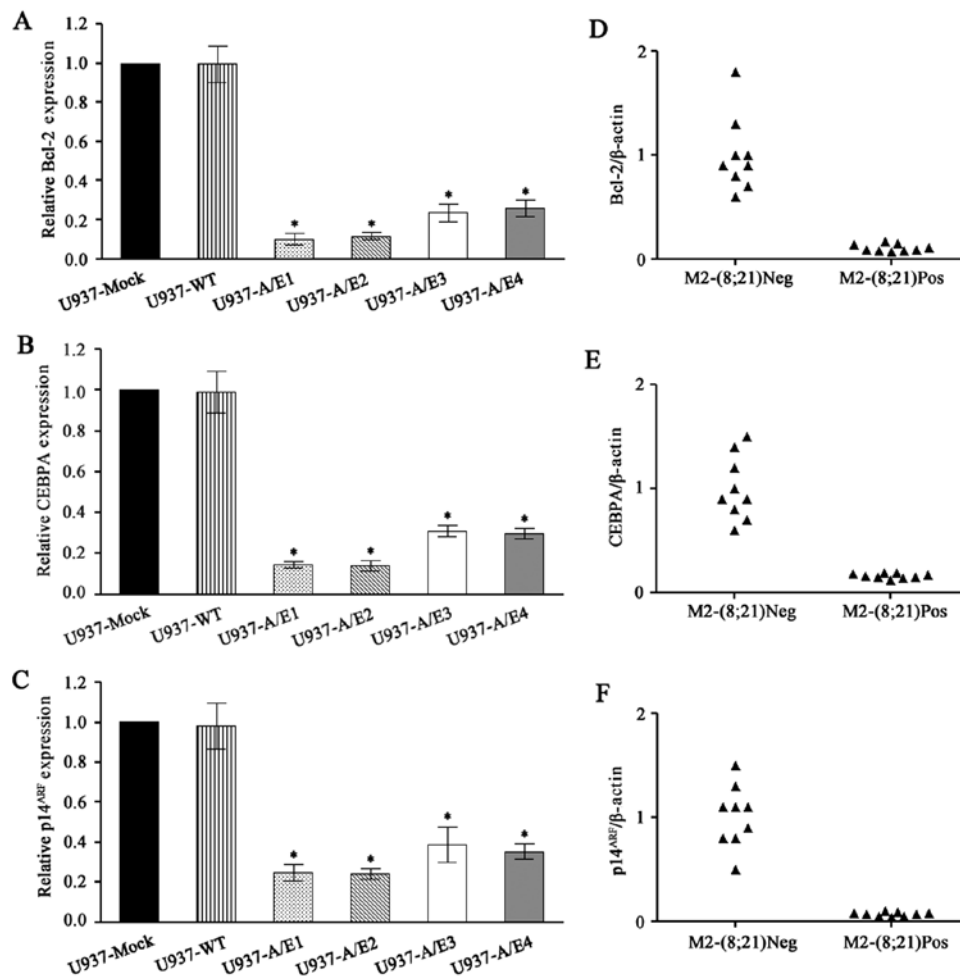 A
Relative Bcl-2 expression
1.2
1.0
0.8
0.6
0.4
0.2
0.0
* * * *
U937-Mock U937-WT U937-A/E1 U937-A/E2 U937-A/E3 U937-A/E4
D
Bcl-2/β-actin
2
1
0
M2-(8;21)Neg M2-(8;21)Pos
B
Relative CEBPA expression
1.2
1.0
0.8
0.6
0.4
0.2
0.0
* * * *
U937-Mock U937-WT U937-A/E1 U937-A/E2 U937-A/E3 U937-A/E4
E
CEBPA/β-actin
2
1
0
M2-(8;21)Neg M2-(8;21)Pos
C
Relative p14ARF expression
1.2
1.0
0.8
0.6
0.4
0.2
0.0
* * * *
U937-Mock U937-WT U937-A/E1 U937-A/E2 U937-A/E3 U937-A/E4
F
p14ARF/β-actin
2
1
0
M2-(8;21)Neg M2-(8;21)Pos